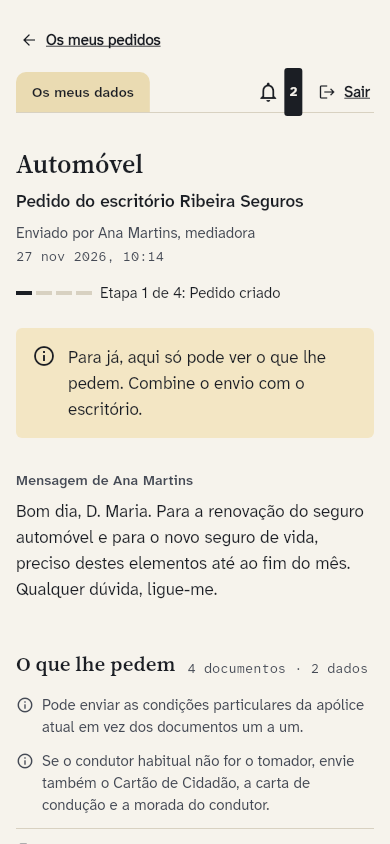 Os meus pedidos
Os meus dados
2
Sair
Automóvel
Pedido do escritório Ribeira Seguros
Enviado por Ana Martins, mediadora
27 nov 2026, 10:14
Etapa 1 de 4: Pedido criado
Para já, aqui só pode ver o que lhe
pedem. Combine o envio com o
escritório.
Mensagem de Ana Martins
Bom dia, D. Maria. Para a renovação do seguro
automóvel e para o novo seguro de vida,
preciso destes elementos até ao fim do mês.
Qualquer dúvida, ligue-me.
O que lhe pedem 4 documentos · 2 dados
Pode enviar as condições particulares da apólice
atual em vez dos documentos um a um.
Se o condutor habitual não for o tomador, envie
também o Cartão de Cidadão, a carta de
condução e a morada do condutor.